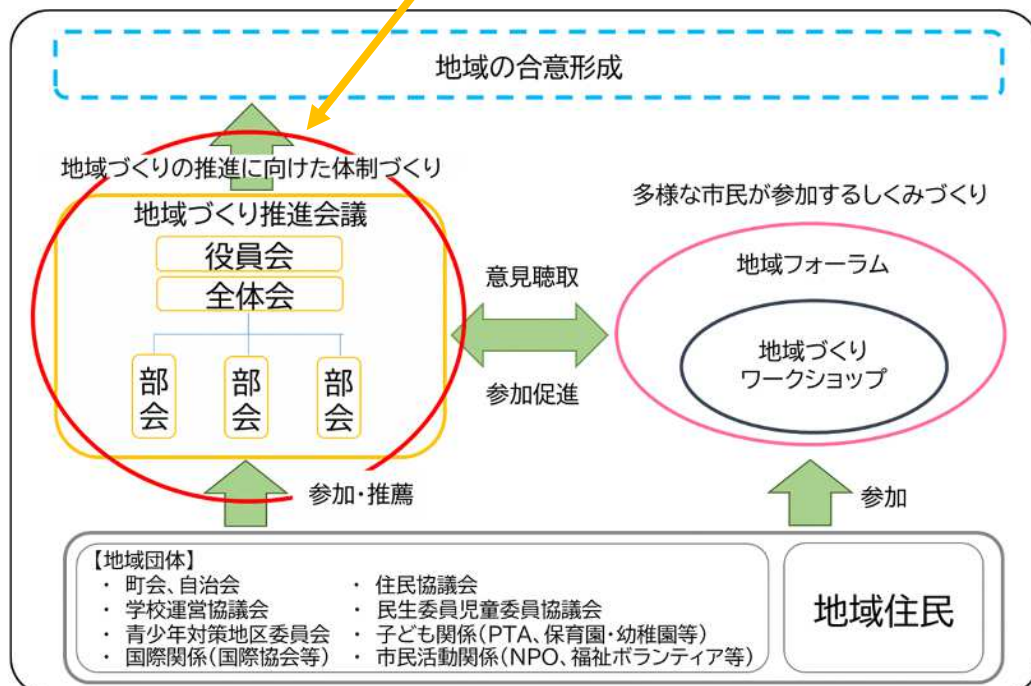 地域の合意形成
地域づくりの推進に向けた体制づくり
地域づくり推進会議
役員会
全体会
部会
部会
部会
意見聴取
参加促進
多様な市民が参加するしくみづくり
地域フォーラム
地域づくり
ワークショップ
参加・推薦
参加
【地域団体】
・ 町会、自治会
・ 学校運営協議会
・ 青少年対策地区委員会
・ 国際関係(国際協会等)
・ 住民協議会
・ 民生委員児童委員協議会
・ 子ども関係(PTA、保育園・幼稚園等)
・ 市民活動関係(NPO、福祉ボランティア等)
地域住民